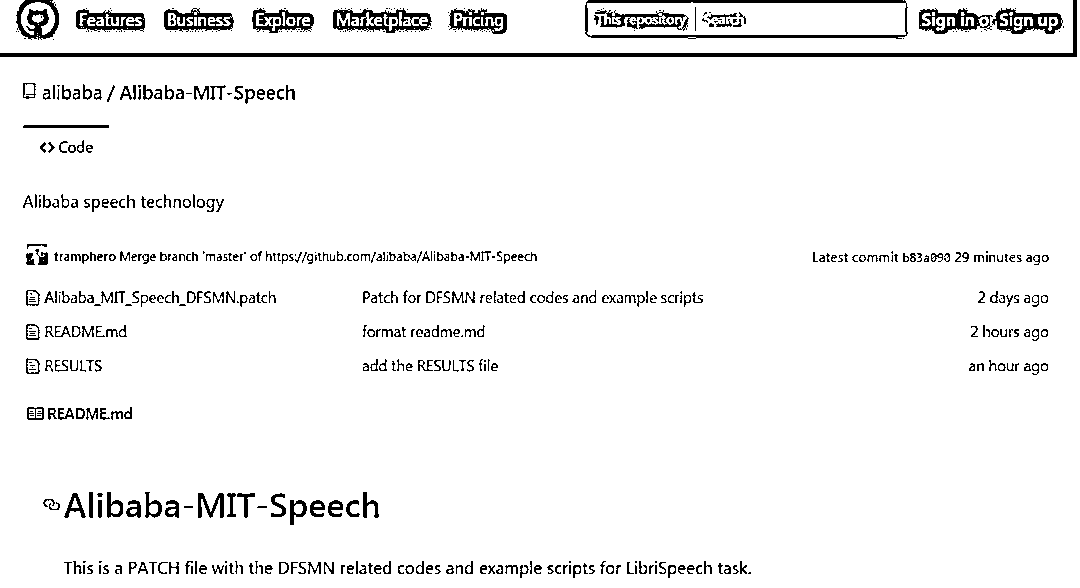 Features Business Explore Marketplace Pricing This repository Search Sign in or Sign up
alibaba / Alibaba-MIT-Speech
<> Code
Alibaba speech technology
tramphero Merge branch 'master' of https://github.com/alibaba/Alibaba-MIT-Speech Latest commit b83a090 29 minutes ago
Alibaba_MIT_Speech_DFSMN.patch Patch for DFSMN related codes and example scripts 2 days ago
README.md format readme.md 2 hours ago
RESULTS add the RESULTS file an hour ago
README.md
Alibaba-MIT-Speech
This is a PATCH file with the DFSMN related codes and example scripts for LibriSpeech task.